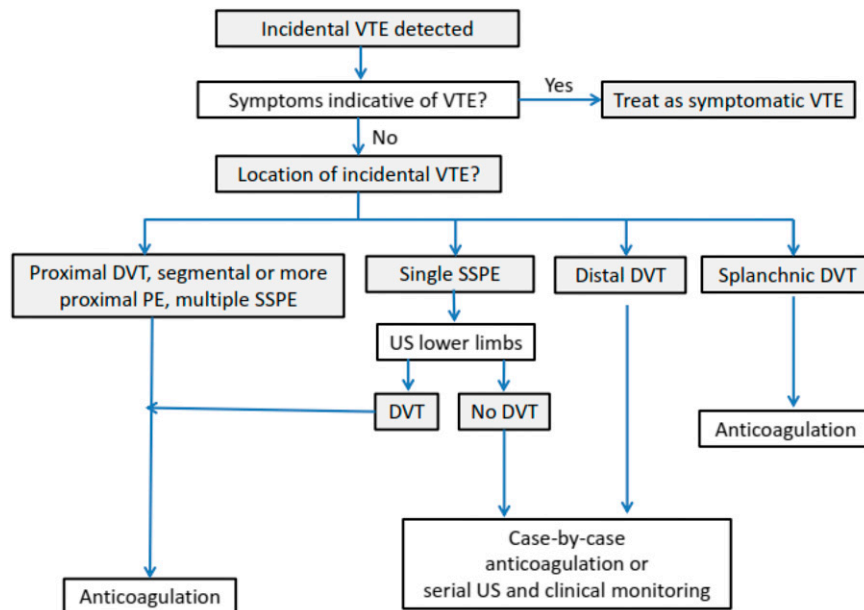 Incidental VTE detected
Symptoms indicative of VTE?
Yes
Treat as symptomatic VTE
No
Location of incidental VTE?
Proximal DVT, segmental or more
proximal PE, multiple SSPE
Single SSPE
Distal DVT
Splanchnic DVT
US lower limbs
DVT
No DVT
Anticoagulation
Case-by-case
anticoagulation or
serial US and clinical monitoring
Anticoagulation